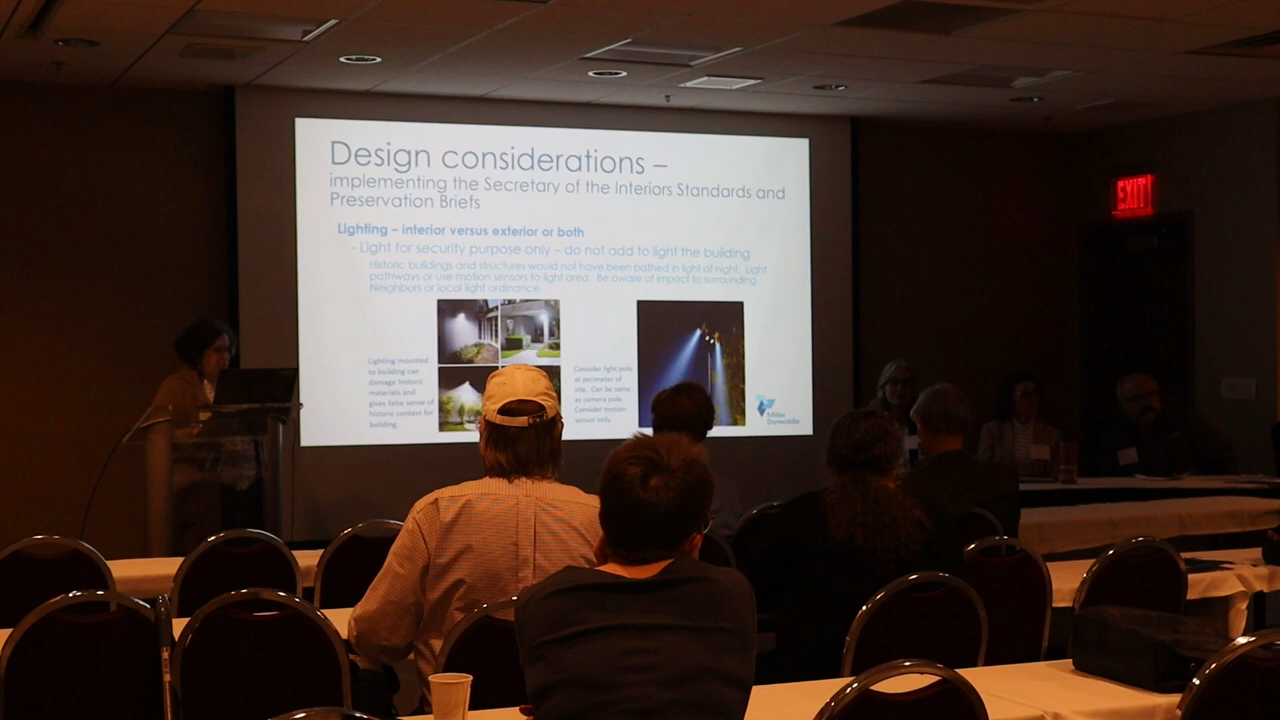 Design considerations –
implementing the Secretary of the Interiors Standards and
Preservation Briefs
Lighting – interior versus exterior or both
- Light for security purpose only – do not add to light the building
Historic buildings and structures would not have been bathed in light at night. Light
pathways or use motion sensors to light area. Be aware of impact to surrounding
Neighbors or local light ordinance.
Lighting mounted
to building can
damage historic
materials and
gives false sense of
historic context for
building.
Consider light pole
at perimeter of
site. Can be same
as camera pole.
Consider motion
sensor only.
Miller
Dunwiddie
EXIT